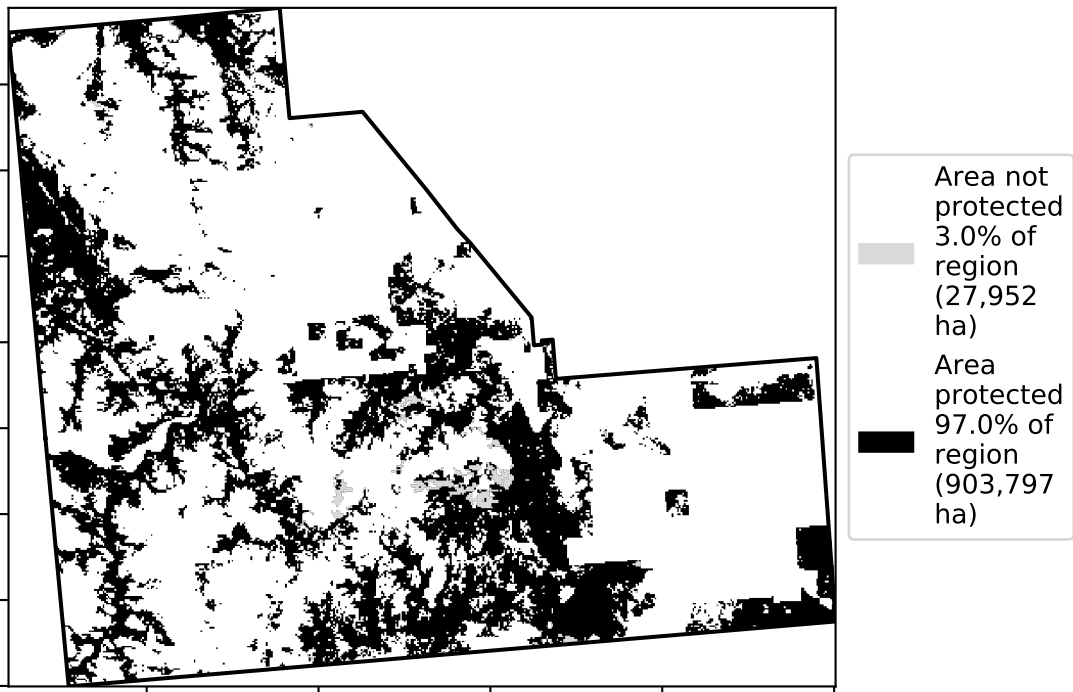 Area not
protected
3.0% of
region
(27,952
ha)
Area
protected
97.0% of
region
(903,797
ha)